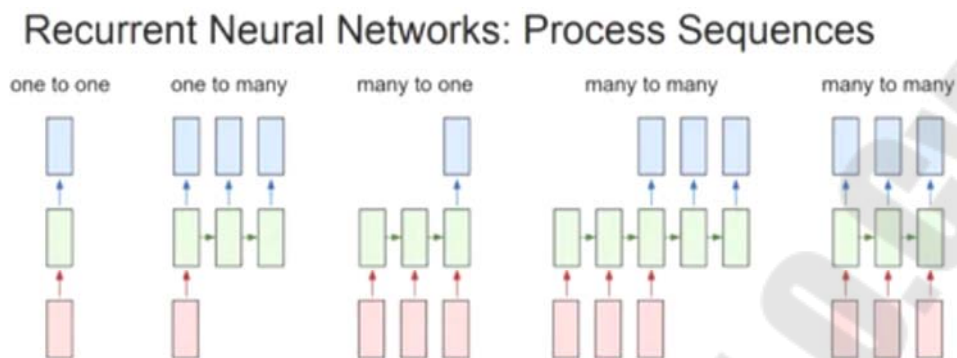 Recurrent Neural Networks: Process Sequences
one to one one to many many to one many to many many to many